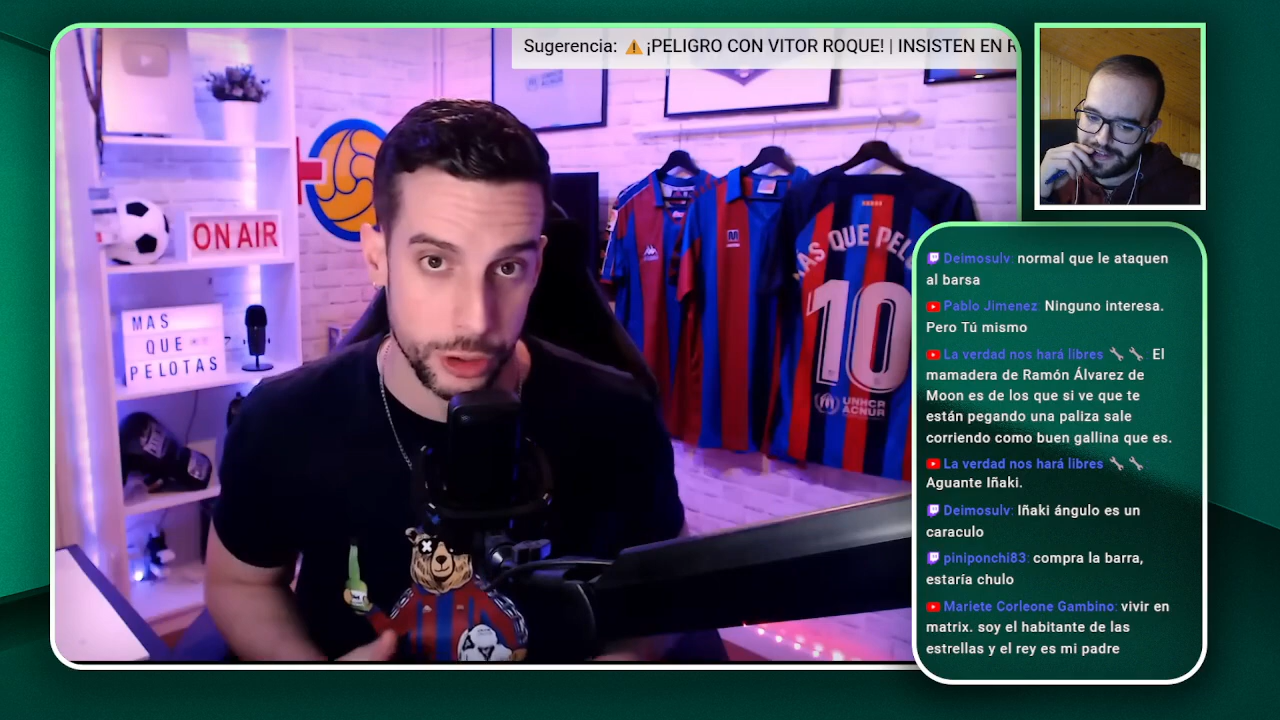 Sugerencia: ⚠️¡PELIGRO CON VITOR ROQUE! | INSISTEN EN
ON AIR
MAS
QUE
PELOTAS
MAS QUE PEL
10
UNHCR
ACNUR
Deimosulv: normal que le ataquen
al barsa
Pablo Jimenez: Ninguno interesa.
Pero Tú mismo
La verdad nos hará libres 🔧 🔧 El
mamadera de Ramón Álvarez de
Moon es de los que si ve que te
están pegando una paliza sale
corriendo como buen gallina que es.
La verdad nos hará libres 🔧 🔧
Aguante Iñaki.
Deimosulv: Iñaki ángulo es un
caraculo
piniponchi83: compra la barra,
estaría chulo
Mariete Corleone Gambino: vivir en
matrix. soy el habitante de las
estrellas y el rey es mi padre